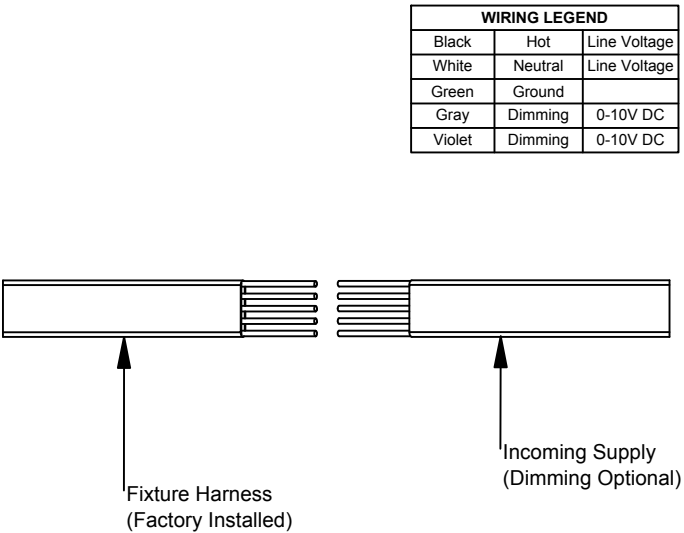 WIRING LEGEND
Black Hot Line Voltage
White Neutral Line Voltage
Green Ground
Gray Dimming 0-10V DC
Violet Dimming 0-10V DC
Incoming Supply
(Dimming Optional)
Fixture Harness
(Factory Installed)